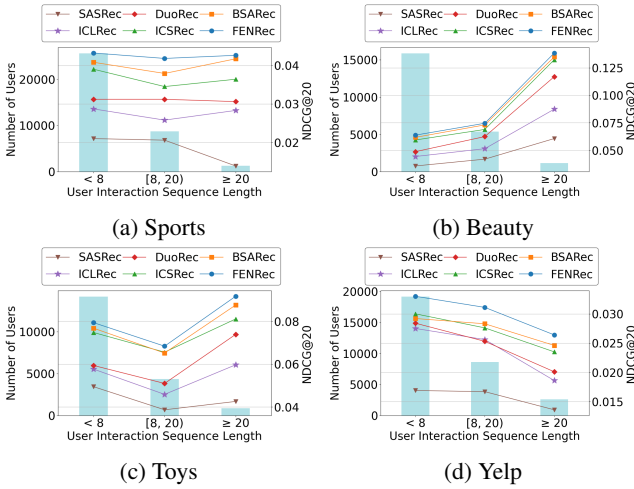 SASRec DuoRec BSARec
ICLRec ICSRec FENRec
Number of Users
20000
10000
0
0.04
0.03
0.02
NDCG@20
< 8 [8, 20) ≥ 20
User Interaction Sequence Length
(a) Sports
SASRec DuoRec BSARec
ICLRec ICSRec FENRec
Number of Users
15000
10000
5000
0
0.125
0.100
0.075
0.050
NDCG@20
< 8 [8, 20) ≥ 20
User Interaction Sequence Length
(b) Beauty
SASRec DuoRec BSARec
ICLRec ICSRec FENRec
Number of Users
10000
5000
0
0.08
0.06
0.04
NDCG@20
< 8 [8, 20) ≥ 20
User Interaction Sequence Length
(c) Toys
SASRec DuoRec BSARec
ICLRec ICSRec FENRec
Number of Users
20000
15000
10000
5000
0
0.030
0.025
0.020
0.015
NDCG@20
< 8 [8, 20) ≥ 20
User Interaction Sequence Length
(d) Yelp